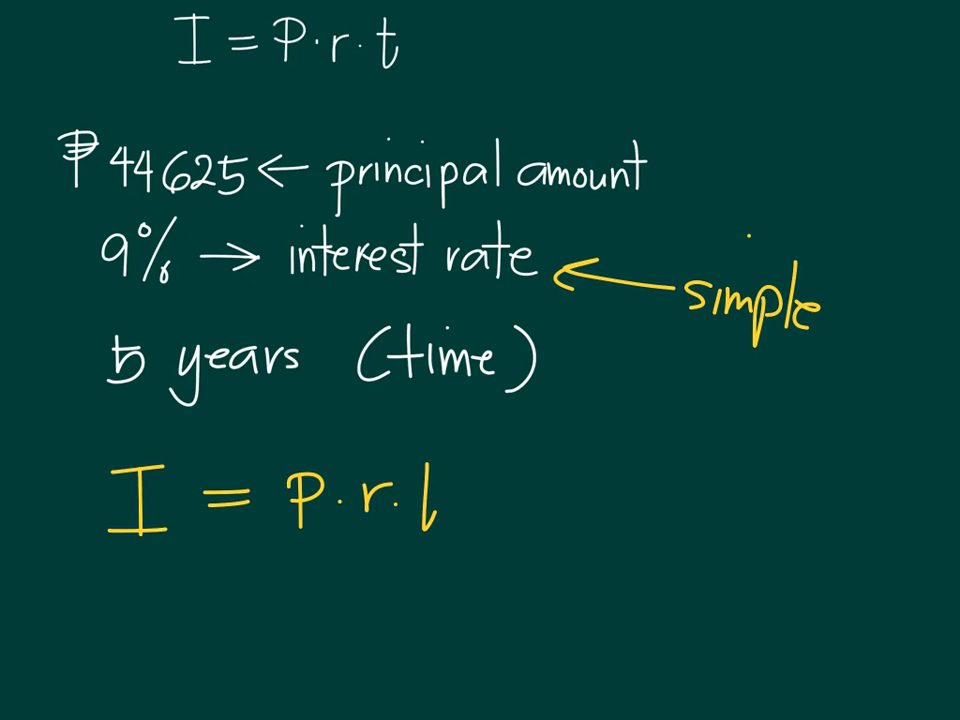 I = P.r.t
₱44625 ← principal amount
9% → interest rate ← simple
5 years (time)
I = P.r.l